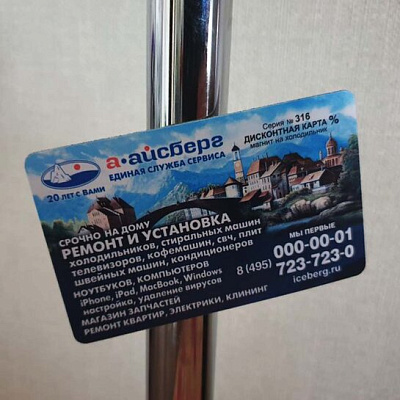 а·айсберг
ЕДИНАЯ СЛУЖБА СЕРВИСА
20 ЛЕТ С ВАМИ
Серия № 316
ДИСКОНТНАЯ КАРТА %
МАГНИТ НА ХОЛОДИЛЬНИК
СРОЧНО НА ДОМУ
РЕМОНТ И УСТАНОВКА
холодильников, стиральных машин
телевизоров, кофемашин, свч, плит
швейных машин, кондиционеров
НОУТБУКОВ, КОМПЬЮТЕРОВ
iPhone, iPad, MacBook, Windows
настройка, удаление вирусов
МАГАЗИН ЗАПЧАСТЕЙ
РЕМОНТ КВАРТИР, ЭЛЕКТРИКИ, КЛИНИНГ
МЫ ПЕРВЫЕ
8 (495) 000-00-01
723-723-0
iceberg.ru